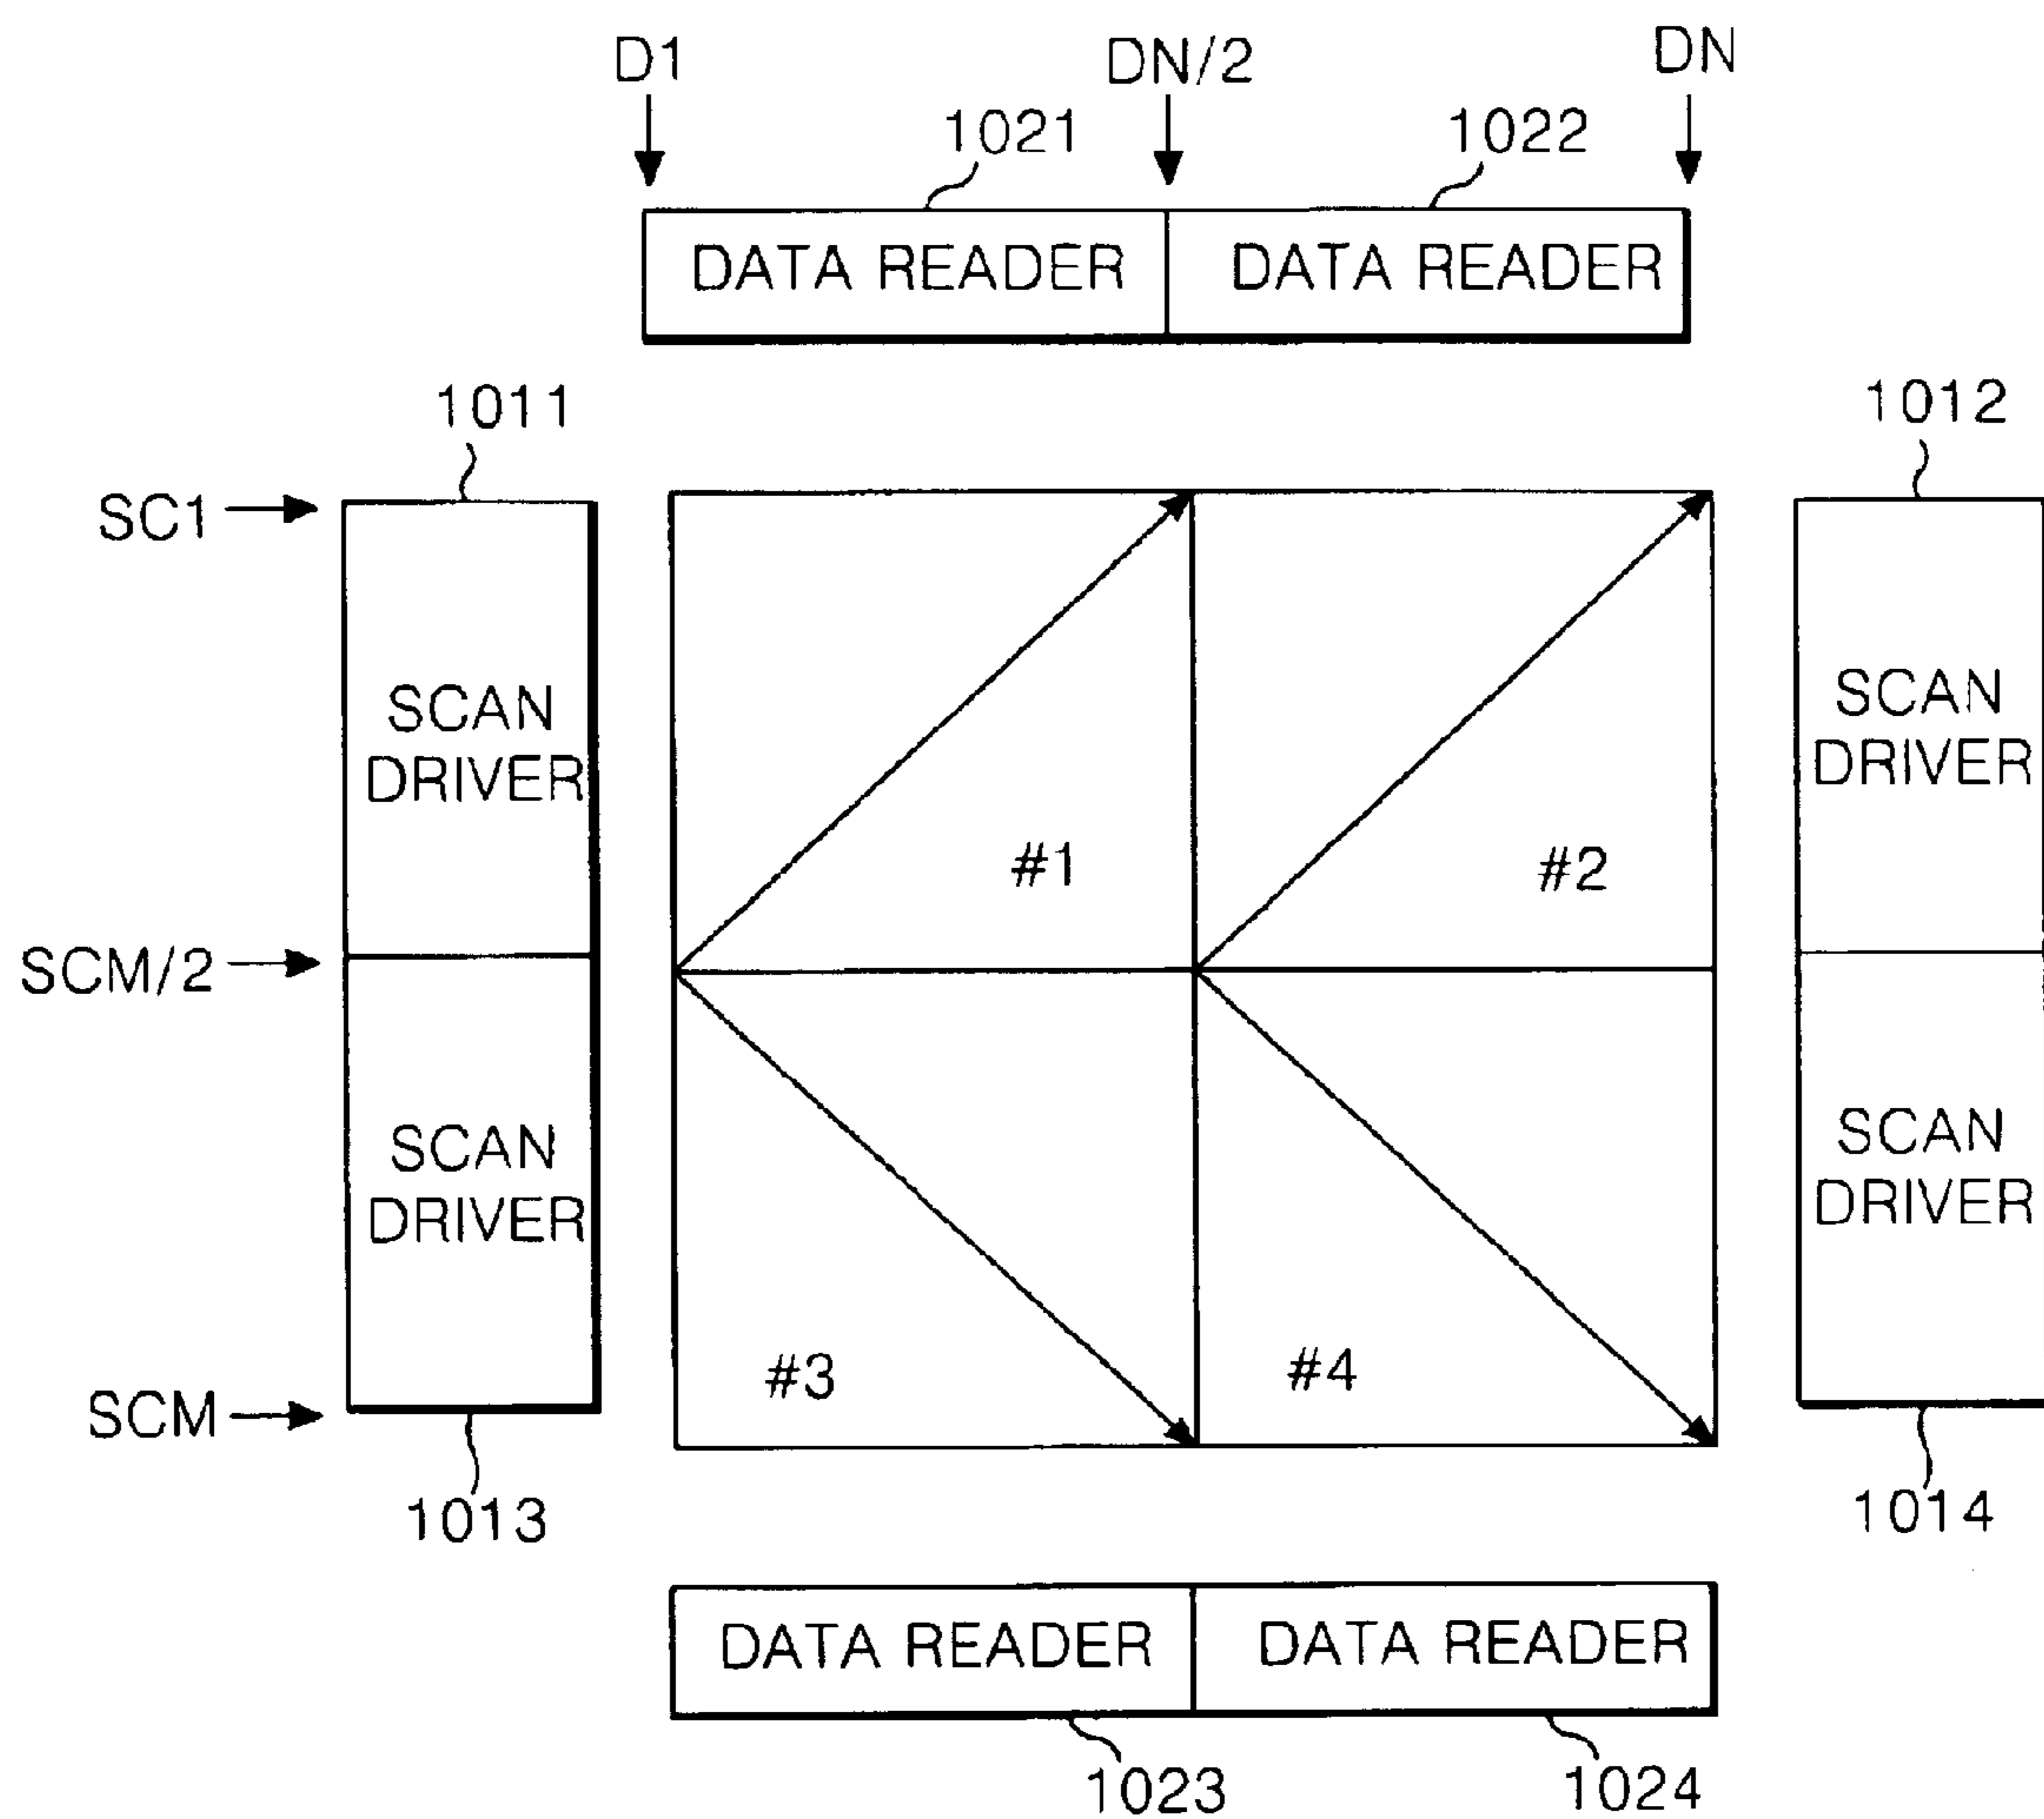 D1
DN/2
DN
1021
1022
DATA READER
DATA READER
1011
1012
SC1
SCAN
DRIVER
SCAN
DRIVER
#1
#2
SCM/2
SCAN
DRIVER
SCAN
DRIVER
#3
#4
SCM
1013
1014
DATA READER
DATA READER
1023
1024